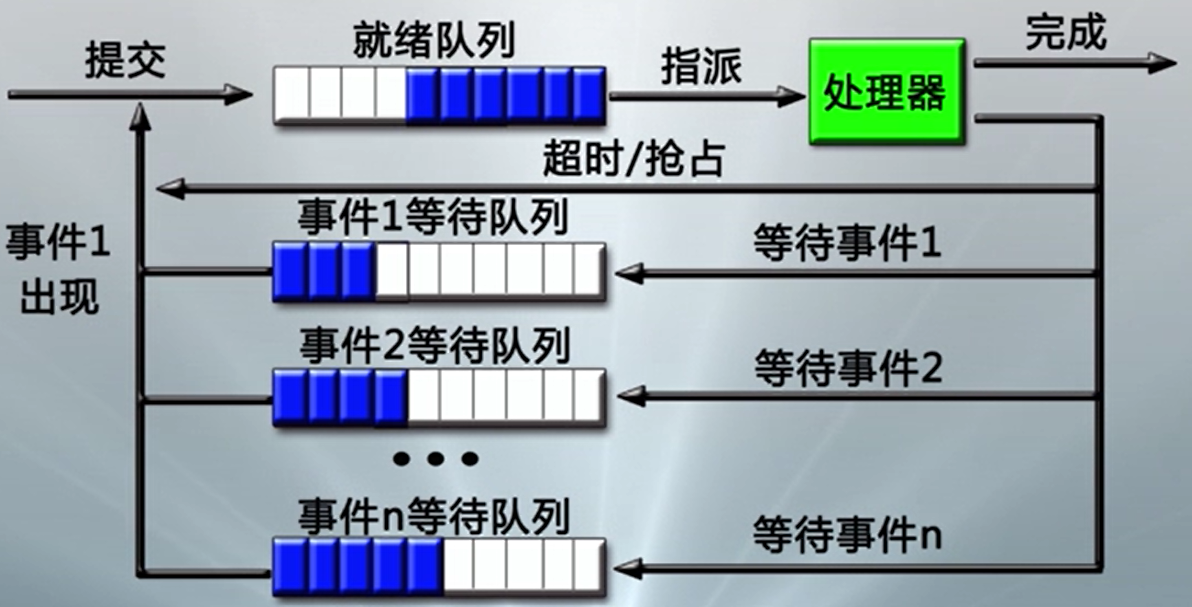 提交
就绪队列
指派
处理器
完成
超时/抢占
事件1
出现
事件1等待队列
等待事件1
事件2等待队列
等待事件2
事件n等待队列
等待事件n